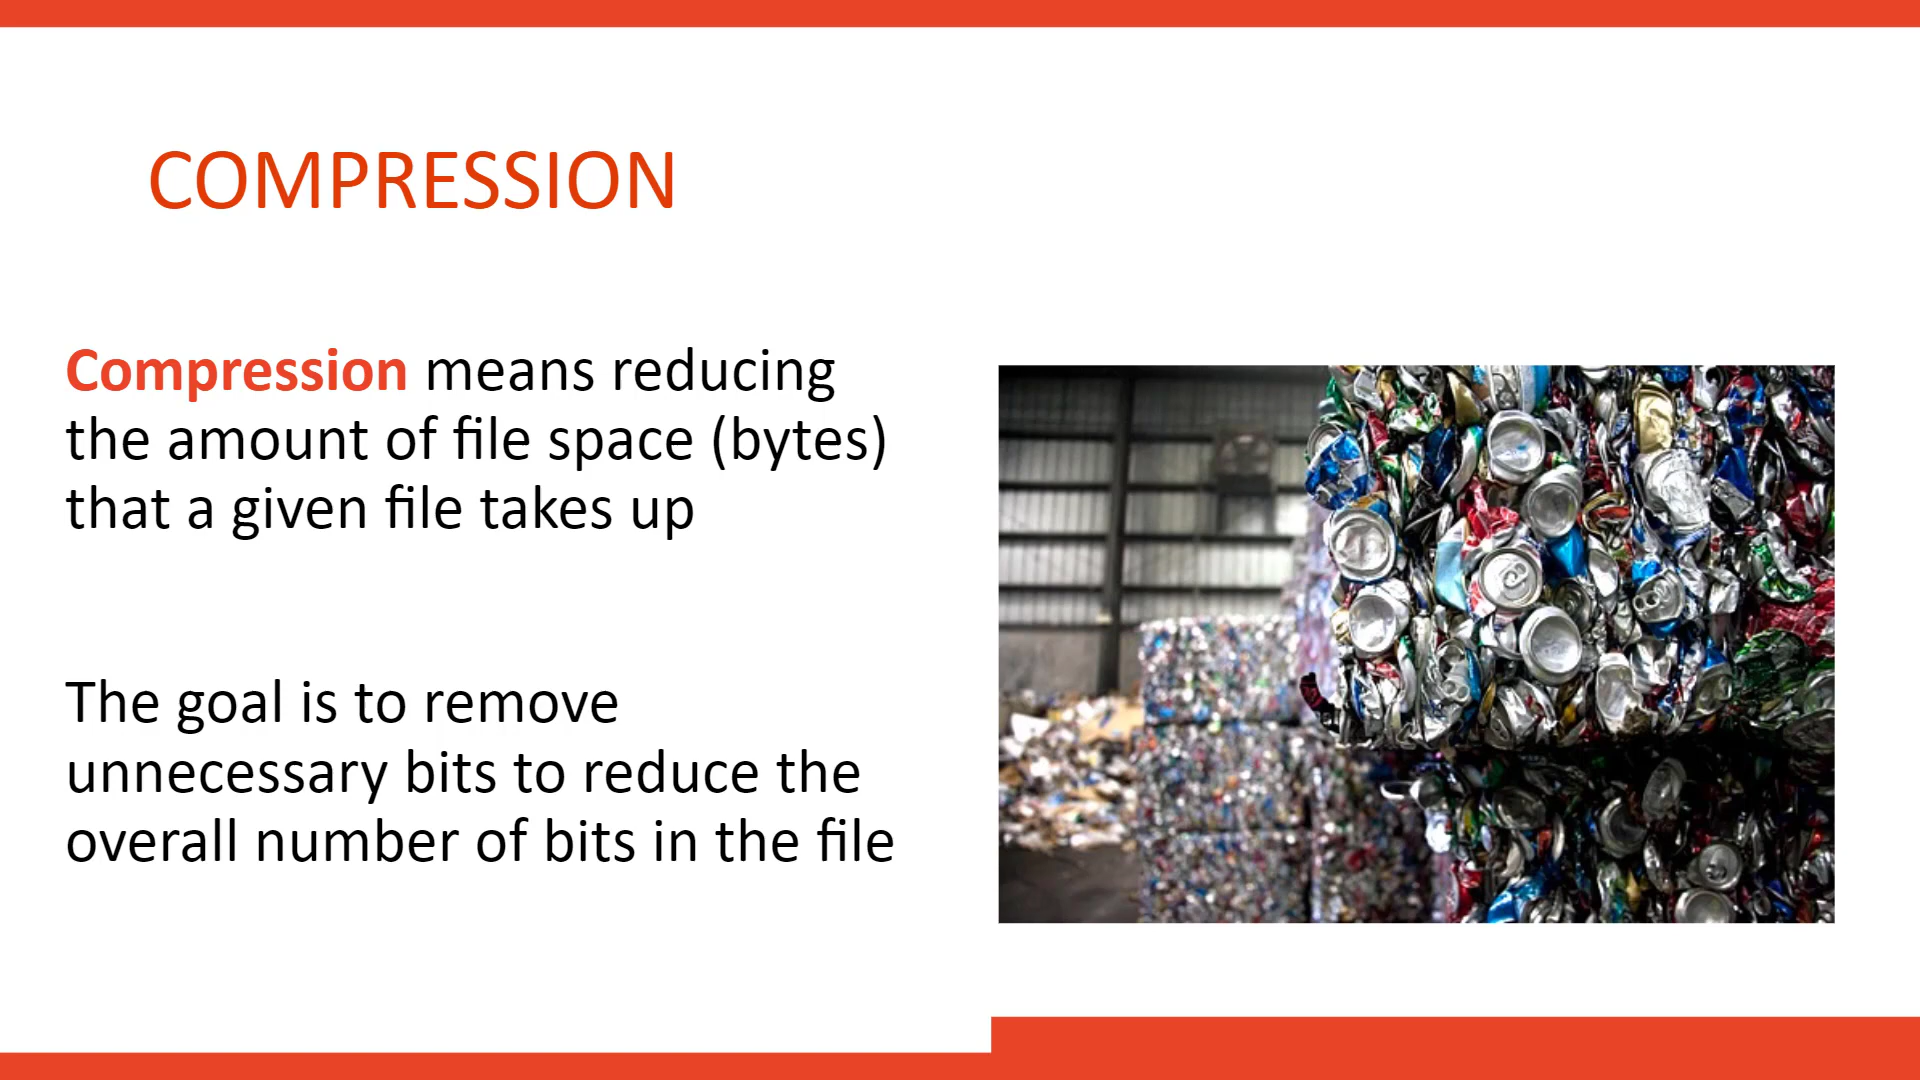 COMPRESSION
Compression means reducing
the amount of file space (bytes)
that a given file takes up
The goal is to remove
unnecessary bits to reduce the
overall number of bits in the file